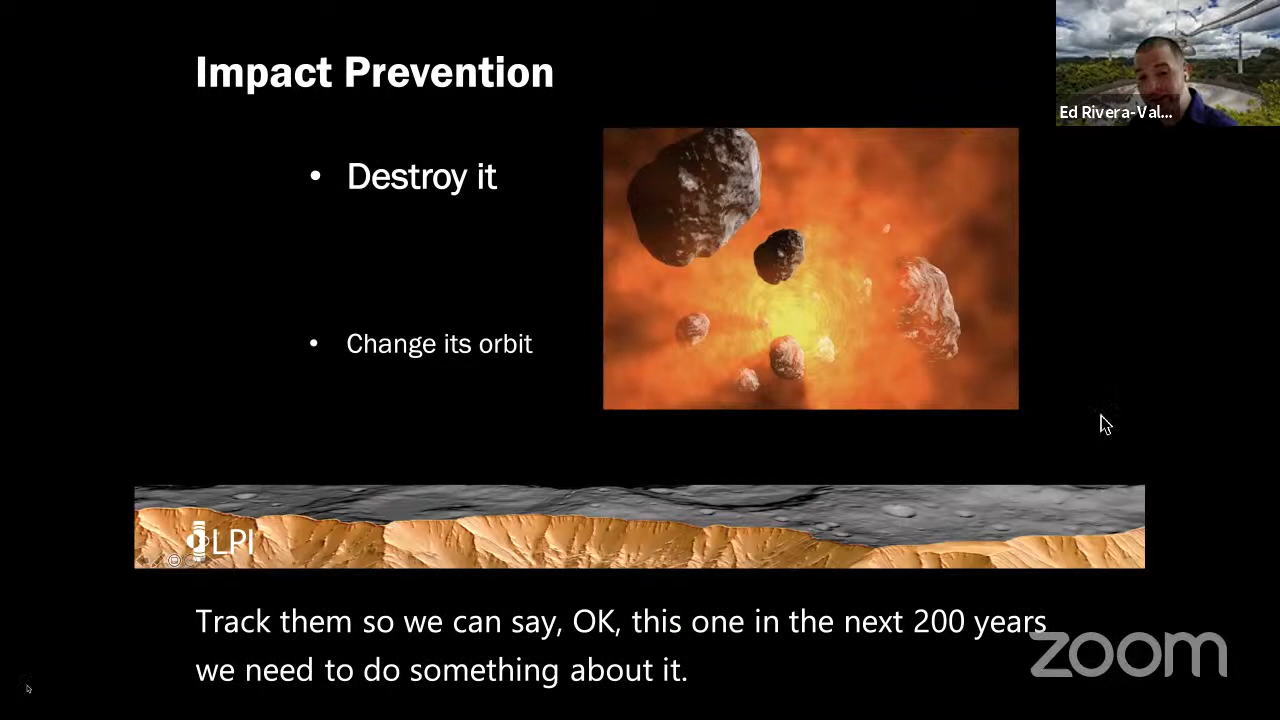 Impact Prevention
Ed Rivera-Val...
• Destroy it
• Change its orbit
LPI
Track them so we can say, OK, this one in the next 200 years
we need to do something about it.
zoom